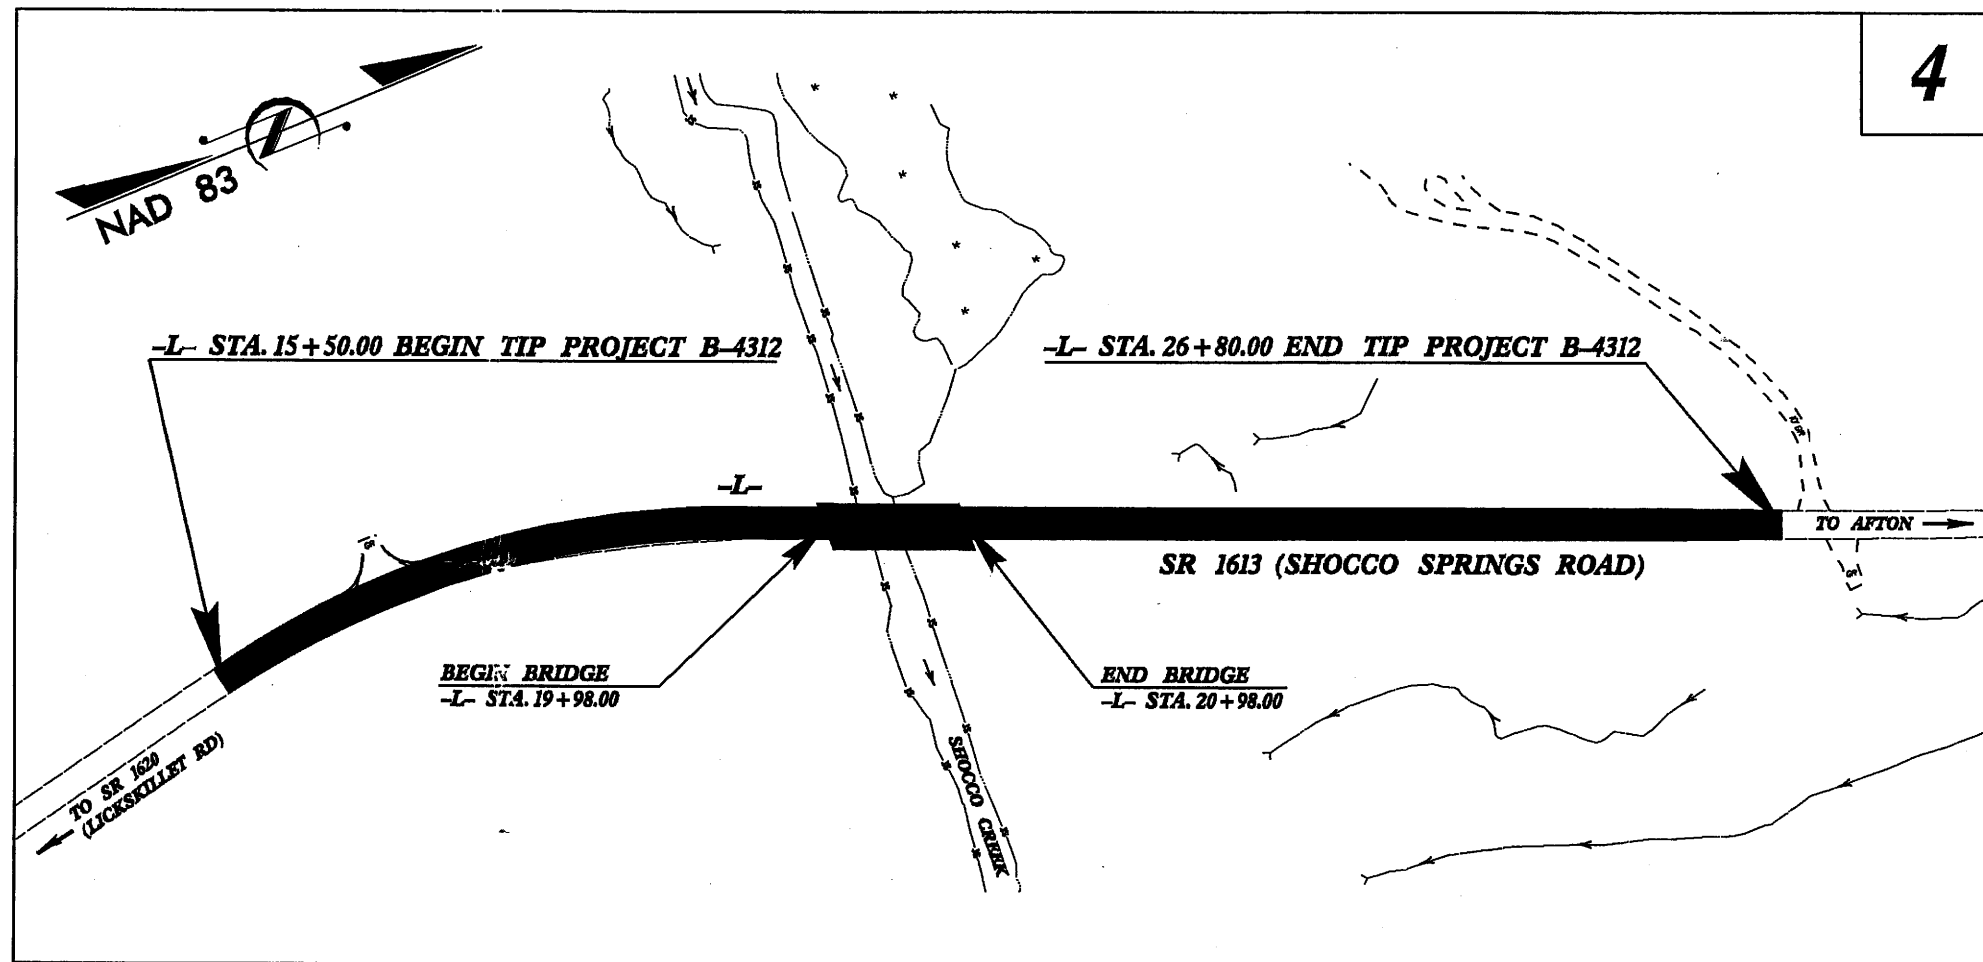 4
NAD 83
-L- STA. 15+50.00 BEGIN TIP PROJECT B-4312
-L- STA. 26+80.00 END TIP PROJECT B-4312
-L-
TO AFTON
SR 1613 (SHOCCO SPRINGS ROAD)
GR
BEGIN BRIDGE
-L- STA. 19+98.00
END BRIDGE
-L- STA. 20+98.00
TO SR 1620
(LICKSKILLET RD)
SHOCCO CREEK